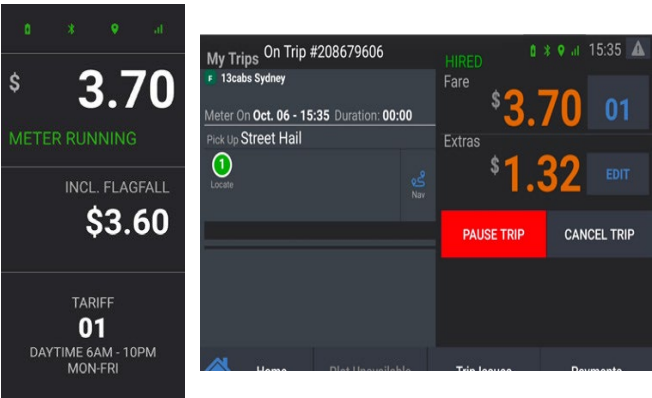 $ 3.70
METER RUNNING
INCL. FLAGFALL
$3.60
TARIFF
01
DAYTIME 6AM - 10PM
MON-FRI
My Trips On Trip #208679606
F 13cabs Sydney
Meter On Oct. 06 - 15:35 Duration: 00:00
Pick Up Street Hail
1
Locate
Nav
15:35
HIRED
Fare
$3.70 01
Extras
$1.32 EDIT
PAUSE TRIP CANCEL TRIP
Home Plot Unavailable Trip Issues Payments